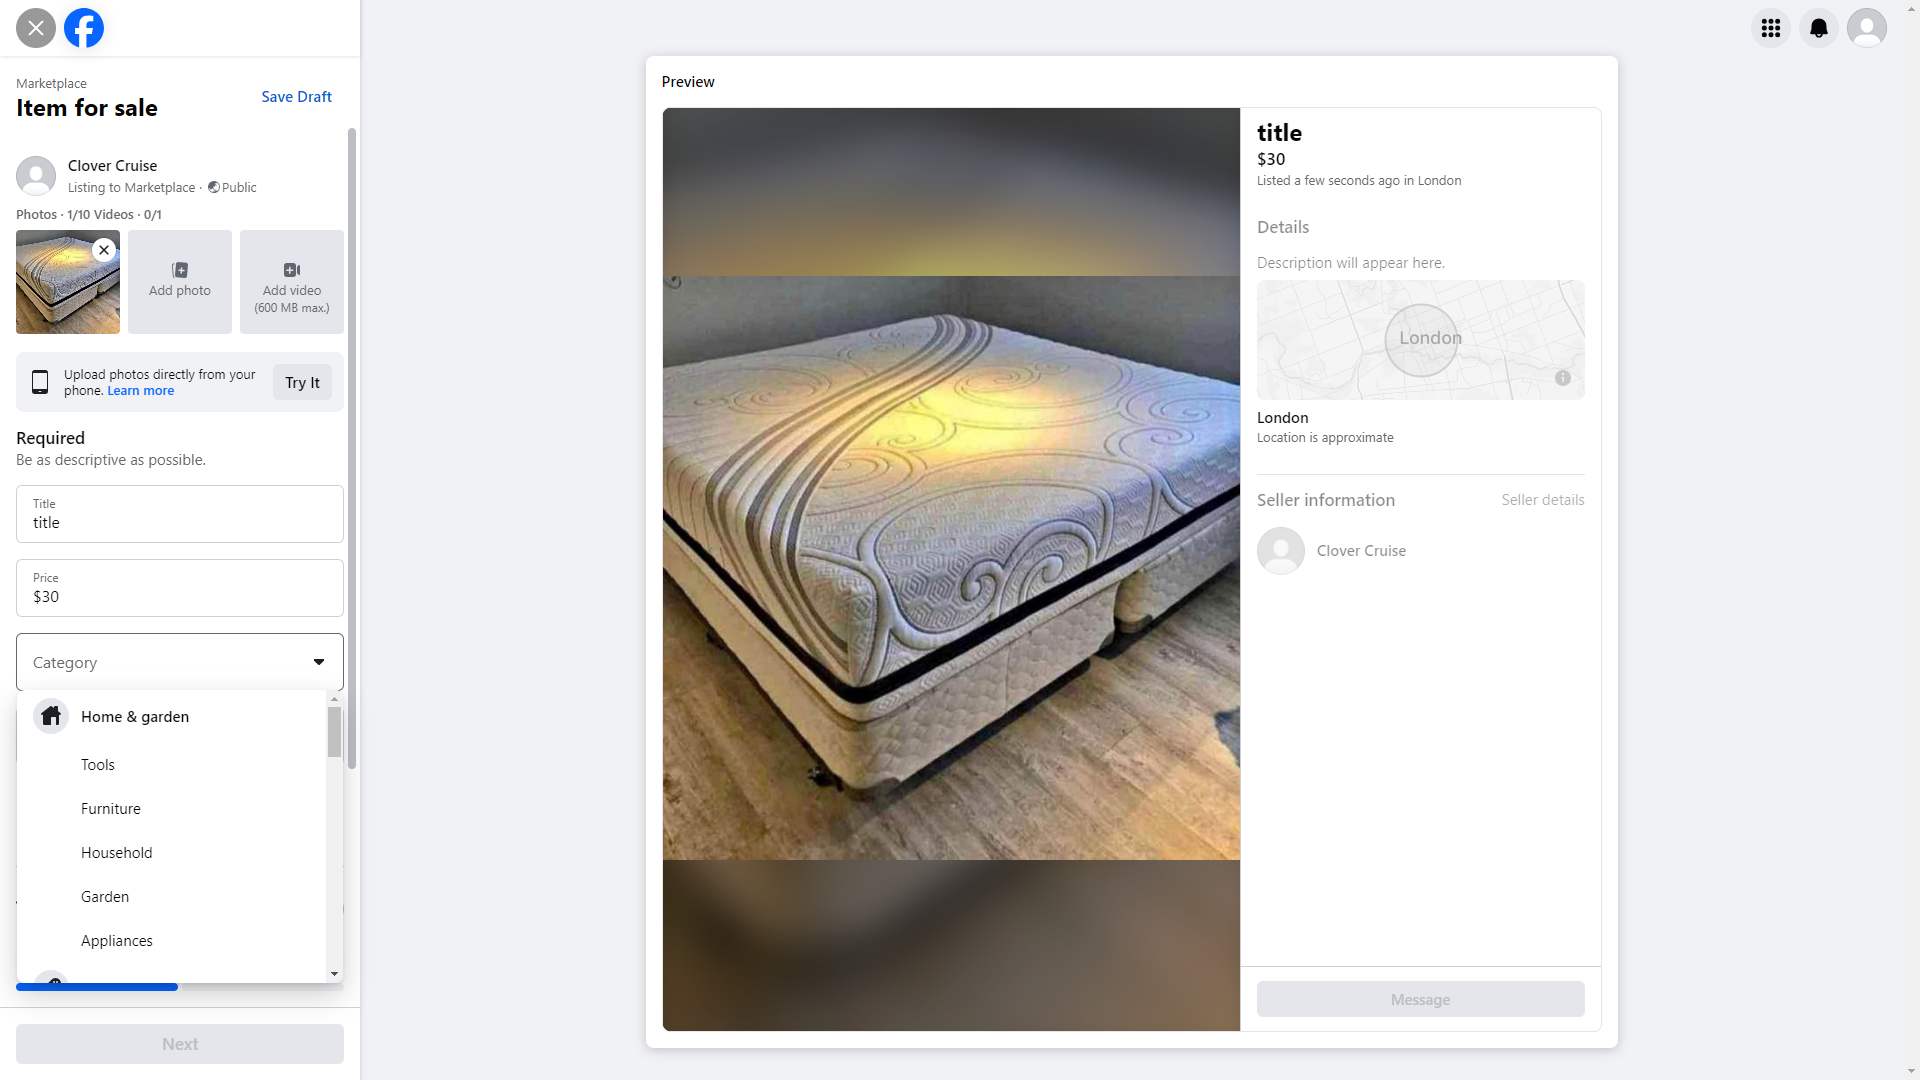 Marketplace
Item for sale
Save Draft
Clover Cruise
Listing to Marketplace · Public
Photos · 1/10 Videos · 0/1
Add photo
Add video
(600 MB max.)
Upload photos directly from your
phone. Learn more
Try It
Required
Be as descriptive as possible.
Title
title
Price
$30
Category
Home & garden
Tools
Furniture
Household
Garden
Appliances
Next
Preview
title
$30
Listed a few seconds ago in London
Details
Description will appear here.
London
London
Location is approximate
Seller information
Seller details
Clover Cruise
Message